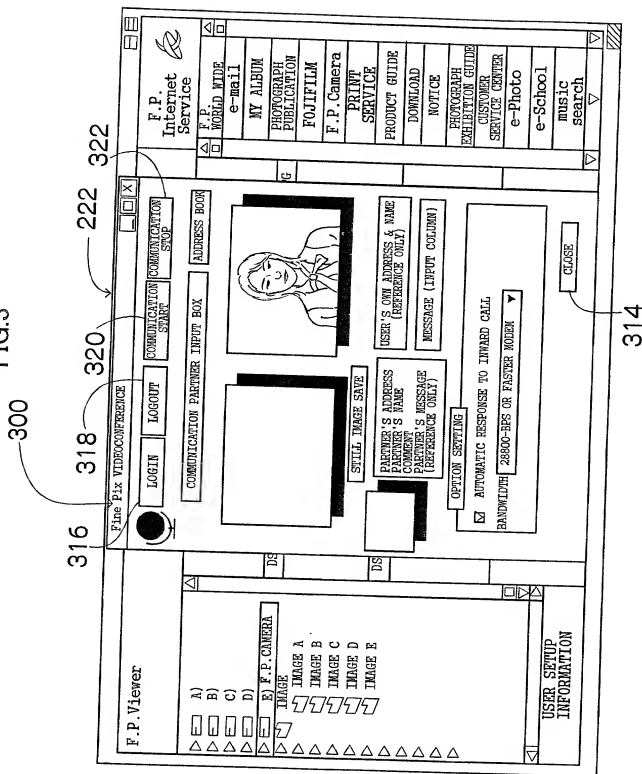 FIG.3
300
222
316
318
320
322
Fine Pix VIDEOCONFERENCE
LOGIN
LOGOUT
COMMUNICATION
START
COMMUNICATION
STOP
COMMUNICATION PARTNER INPUT BOX
ADDRESS BOOK
STILL IMAGE SAVE
PARTNER'S ADDRESS
PARTNER'S NAME
COMMENT
PARTNER'S MESSAGE
(REFERENCE ONLY)
USER'S OWN ADDRESS & NAME
(REFERENCE ONLY)
MESSAGE (INPUT COLUMN)
OPTION SETTING
AUTOMATIC RESPONSE TO INWARD CALL
BANDWIDTH 28800-BPS OR FASTER MODEM
CLOSE
314
F.P.Viewer
A)
B)
C)
D)
E) F.P.CAMERA
IMAGE
IMAGE A
IMAGE B
IMAGE C
IMAGE D
IMAGE E
USER SETUP
INFORMATION
DS
DS
F.P.
Internet
Service
F.P.
WORLD WIDE
e-mail
MY ALBUM
PHOTOGRAPH
PUBLICATION
FOJIFILM
F.P.Camera
PRINT
SERVICE
PRODUCT GUIDE
DOWNLOAD
NOTICE
PHOTOGRAPH
EXHIBITION GUIDE
CUSTOMER
SERVICE CENTER
e-Photo
e-School
music
search